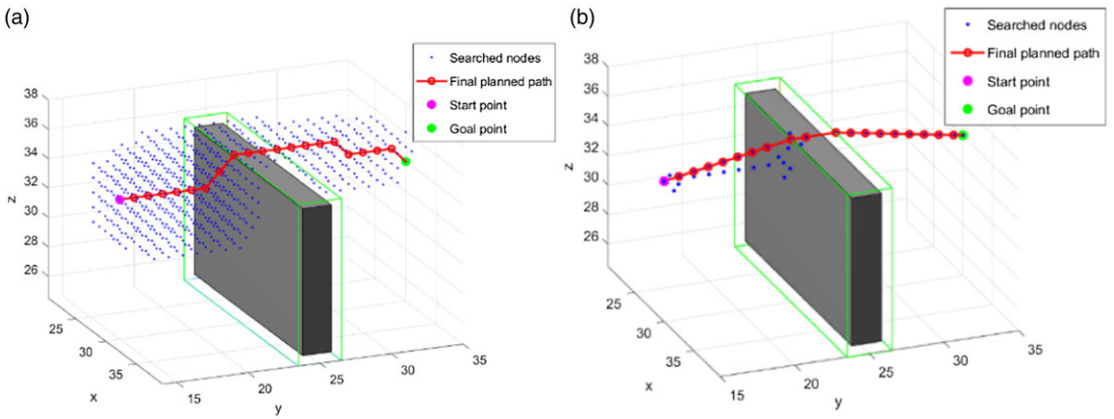 (a)
Searched nodes
Final planned path
Start point
Goal point
38
36
34
32
30
28
26
z
25
30
35
x
15
20
25
30
35
y
(b)
Searched nodes
Final planned path
Start point
Goal point
38
36
34
32
30
28
26
z
25
30
35
x
15
20
25
30
35
y